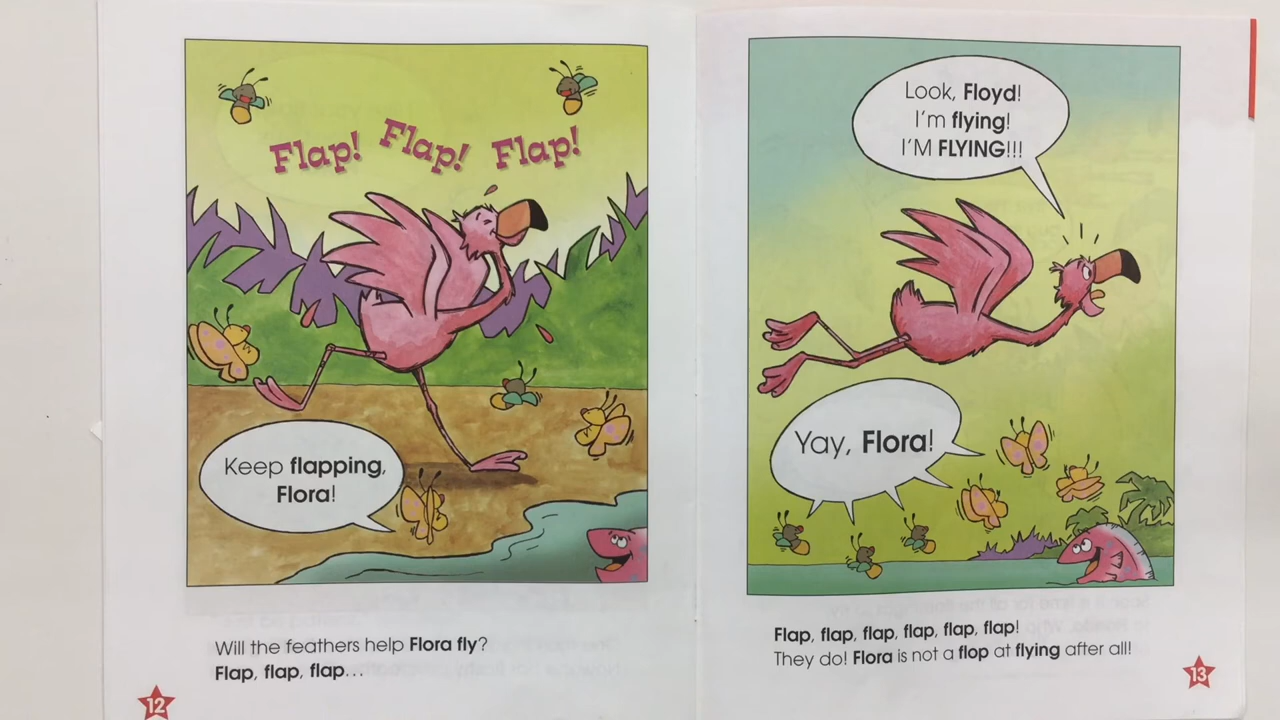 Flap! Flap! Flap!
Keep flapping,
Flora!
Will the feathers help Flora fly?
Flap, flap, flap...
12
Look, Floyd!
I'm flying!
I'M FLYING!!!
Yay, Flora!
Flap, flap, flap, flap, flap, flap!
They do! Flora is not a flop at flying after all!
13